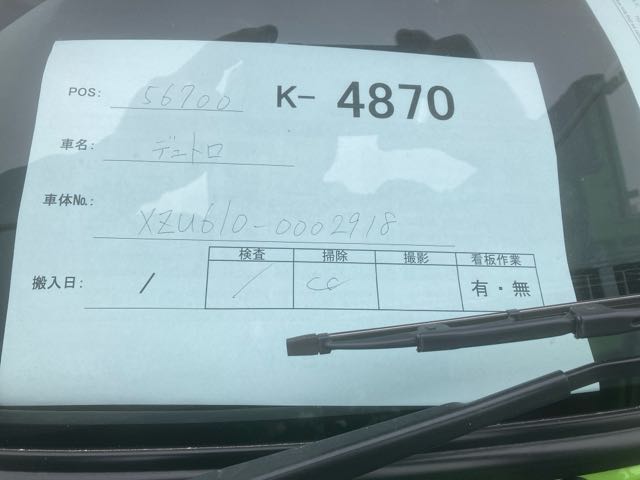 POS: 56700 K- 4870
車名: デュトロ
車体No.: XZU610-0002918
検査 掃除 撮影 看板作業
搬入日: / / 有・無